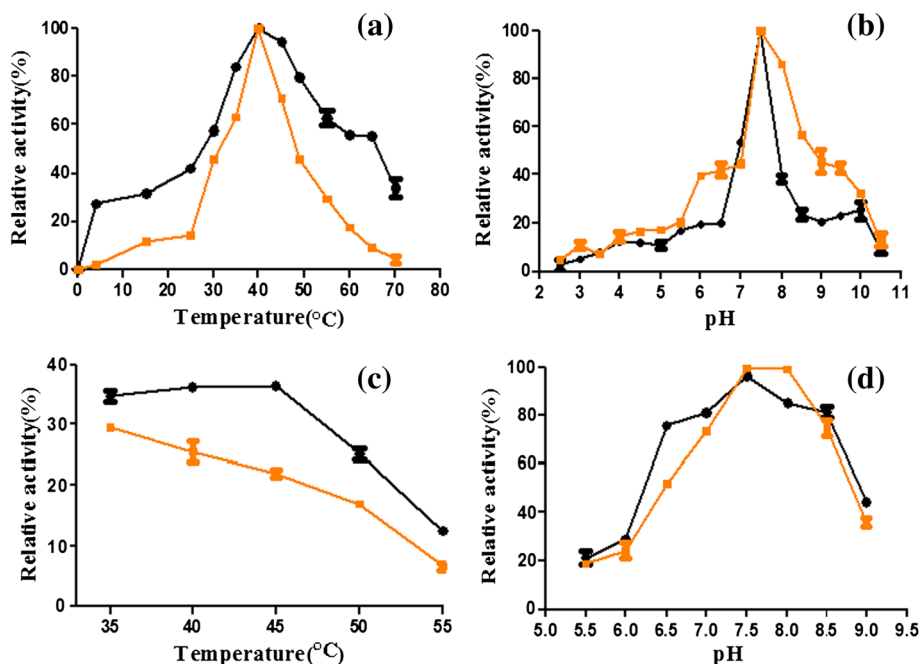 (a)
Relative activity(%)
100
80
60
40
20
0
0 10 20 30 40 50 60 70 80
Temperature(°C)
(b)
Relative activity(%)
100
80
60
40
20
0
2 3 4 5 6 7 8 9 10 11
pH
(c)
Relative activity(%)
40
30
20
10
0
35 40 45 50 55
Temperature(°C)
(d)
Relative activity(%)
100
80
60
40
20
0
5.0 5.5 6.0 6.5 7.0 7.5 8.0 8.5 9.0 9.5
pH